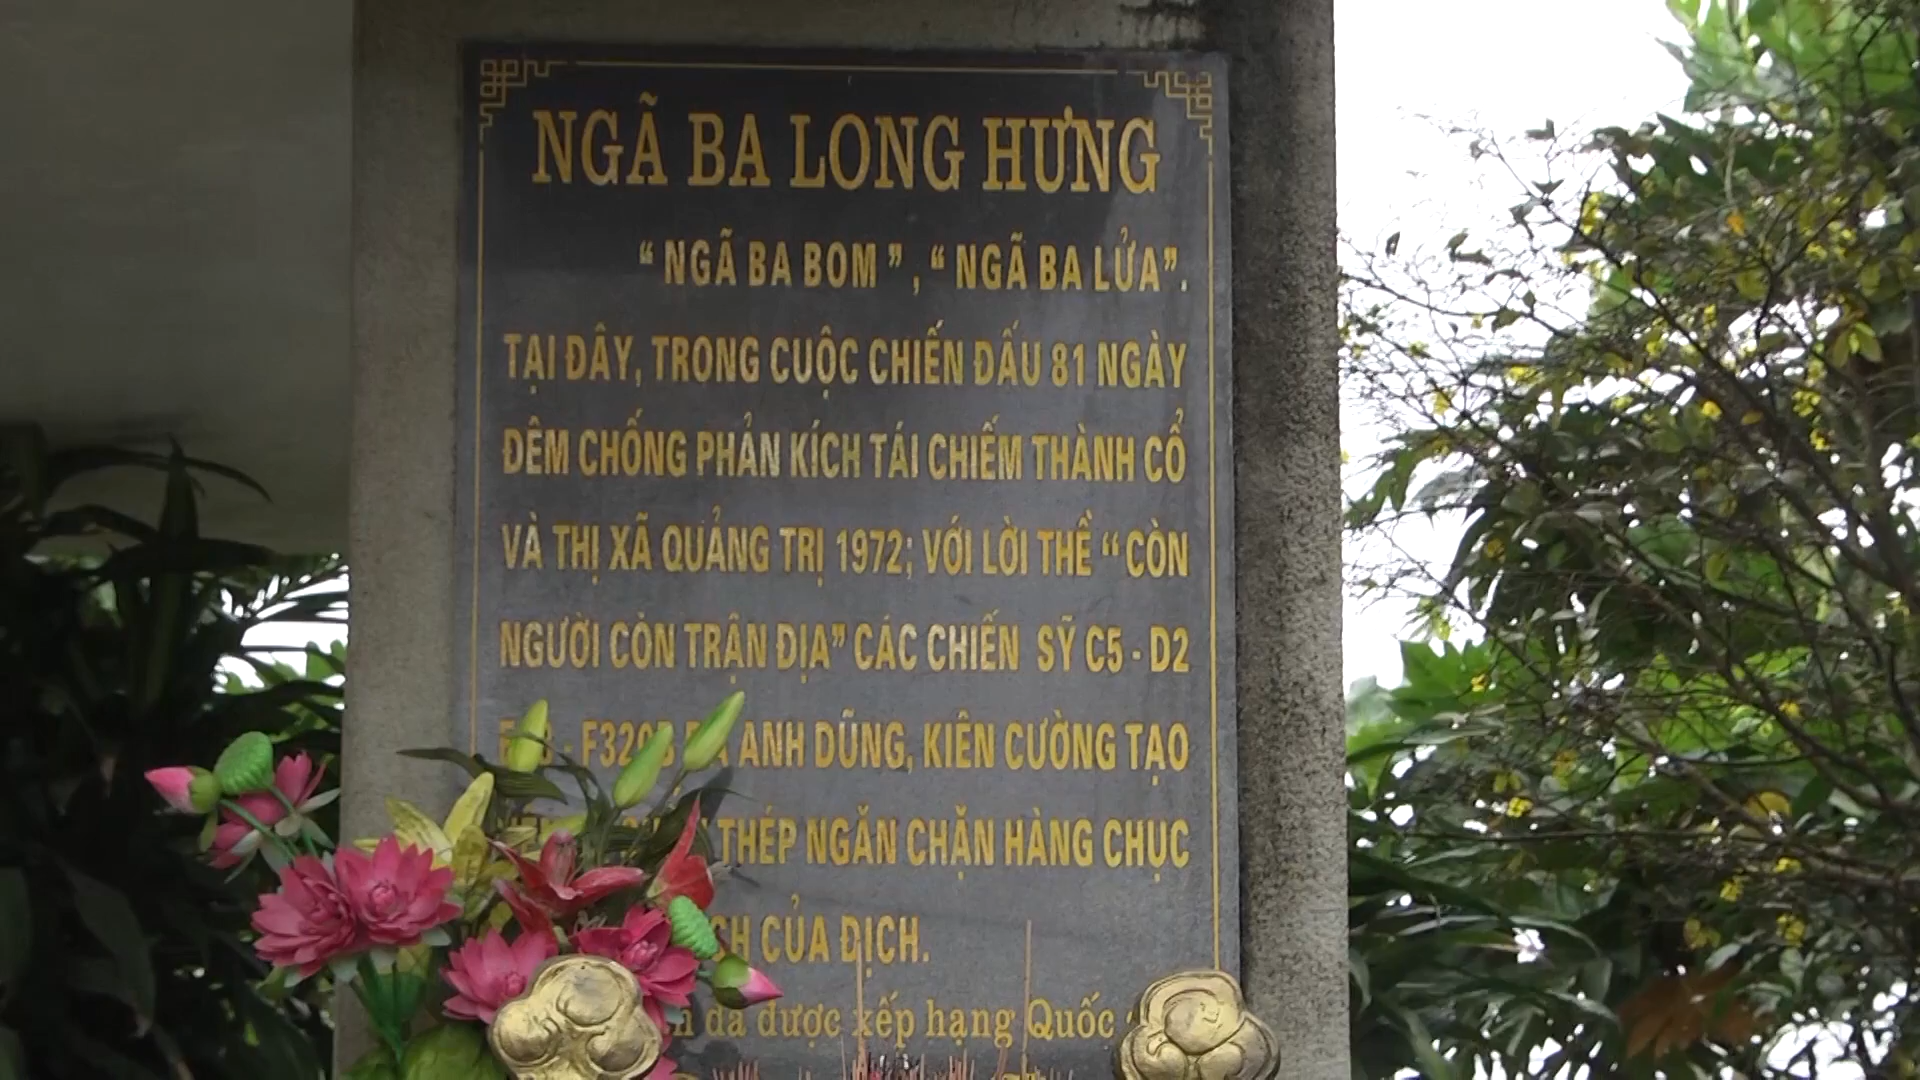 NGÃ BA LONG HƯNG
“ NGÃ BA BOM ” , “ NGÃ BA LỬA”.
TẠI ĐÂY, TRONG CUỘC CHIẾN ĐẤU 81 NGÀY
ĐÊM CHỐNG PHẢN KÍCH TÁI CHIẾM THÀNH CỔ
VÀ THỊ XÃ QUẢNG TRỊ 1972; VỚI LỜI THỀ “ CÒN
NGƯỜI CÒN TRẬN ĐỊA” CÁC CHIẾN SỸ C5 - D2
- F320B ĐÃ ANH DŨNG, KIÊN CƯỜNG TẠO
THÉP NGĂN CHẶN HÀNG CHỤC
CỦA ĐỊCH.
đã được xếp hạng Quốc